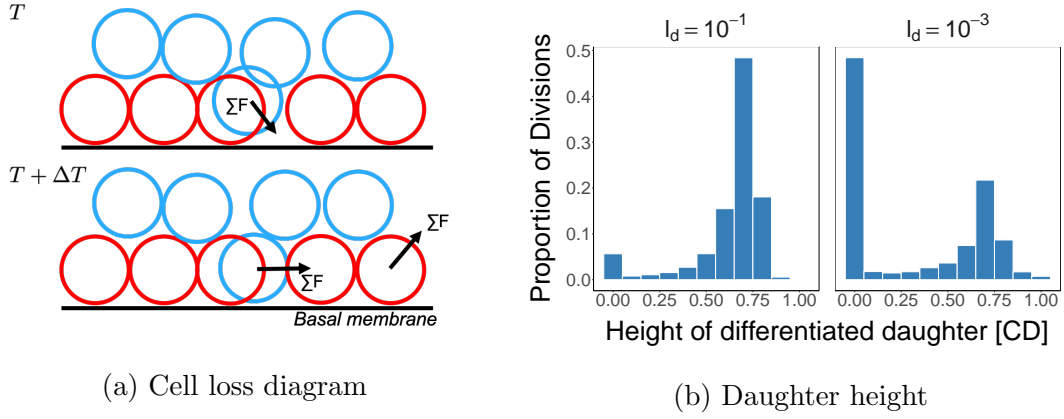 T
ΣF
T + ΔT
ΣF
ΣF
Basal membrane
(a) Cell loss diagram
l_d = 10^{-1}
l_d = 10^{-3}
Proportion of Divisions
0.5
0.4
0.3
0.2
0.1
0.0
0.00 0.25 0.50 0.75 1.00
0.00 0.25 0.50 0.75 1.00
Height of differentiated daughter [CD]
(b) Daughter height